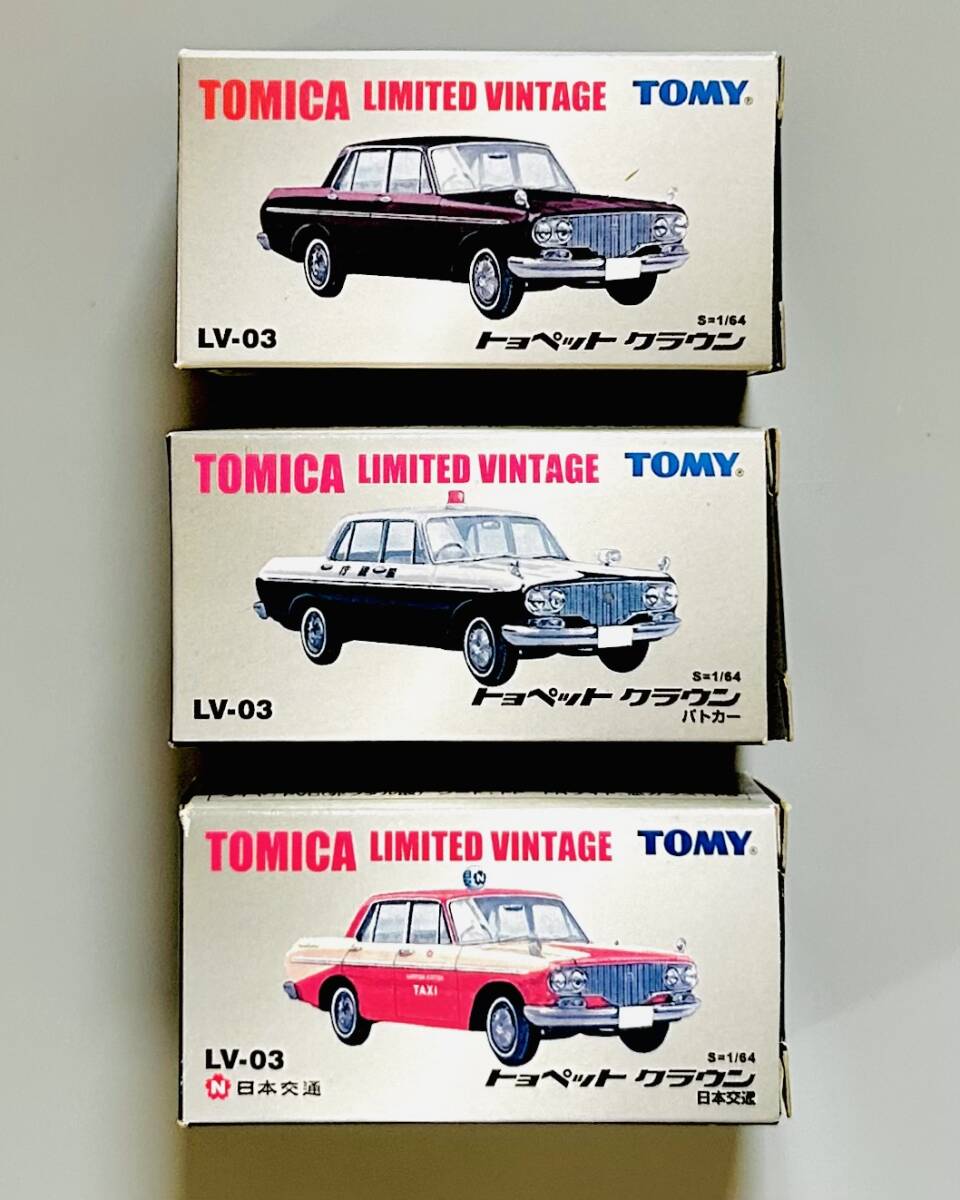 TOMICA LIMITED VINTAGE TOMY®
S=1/64
LV-03 トヨペット クラウン
TOMICA LIMITED VINTAGE TOMY®
警視庁
S=1/64
LV-03 トヨペット クラウン
パトカー
TOMICA LIMITED VINTAGE TOMY®
N
TAXI
S=1/64
LV-03 トヨペット クラウン
N 日本交通 日本交通